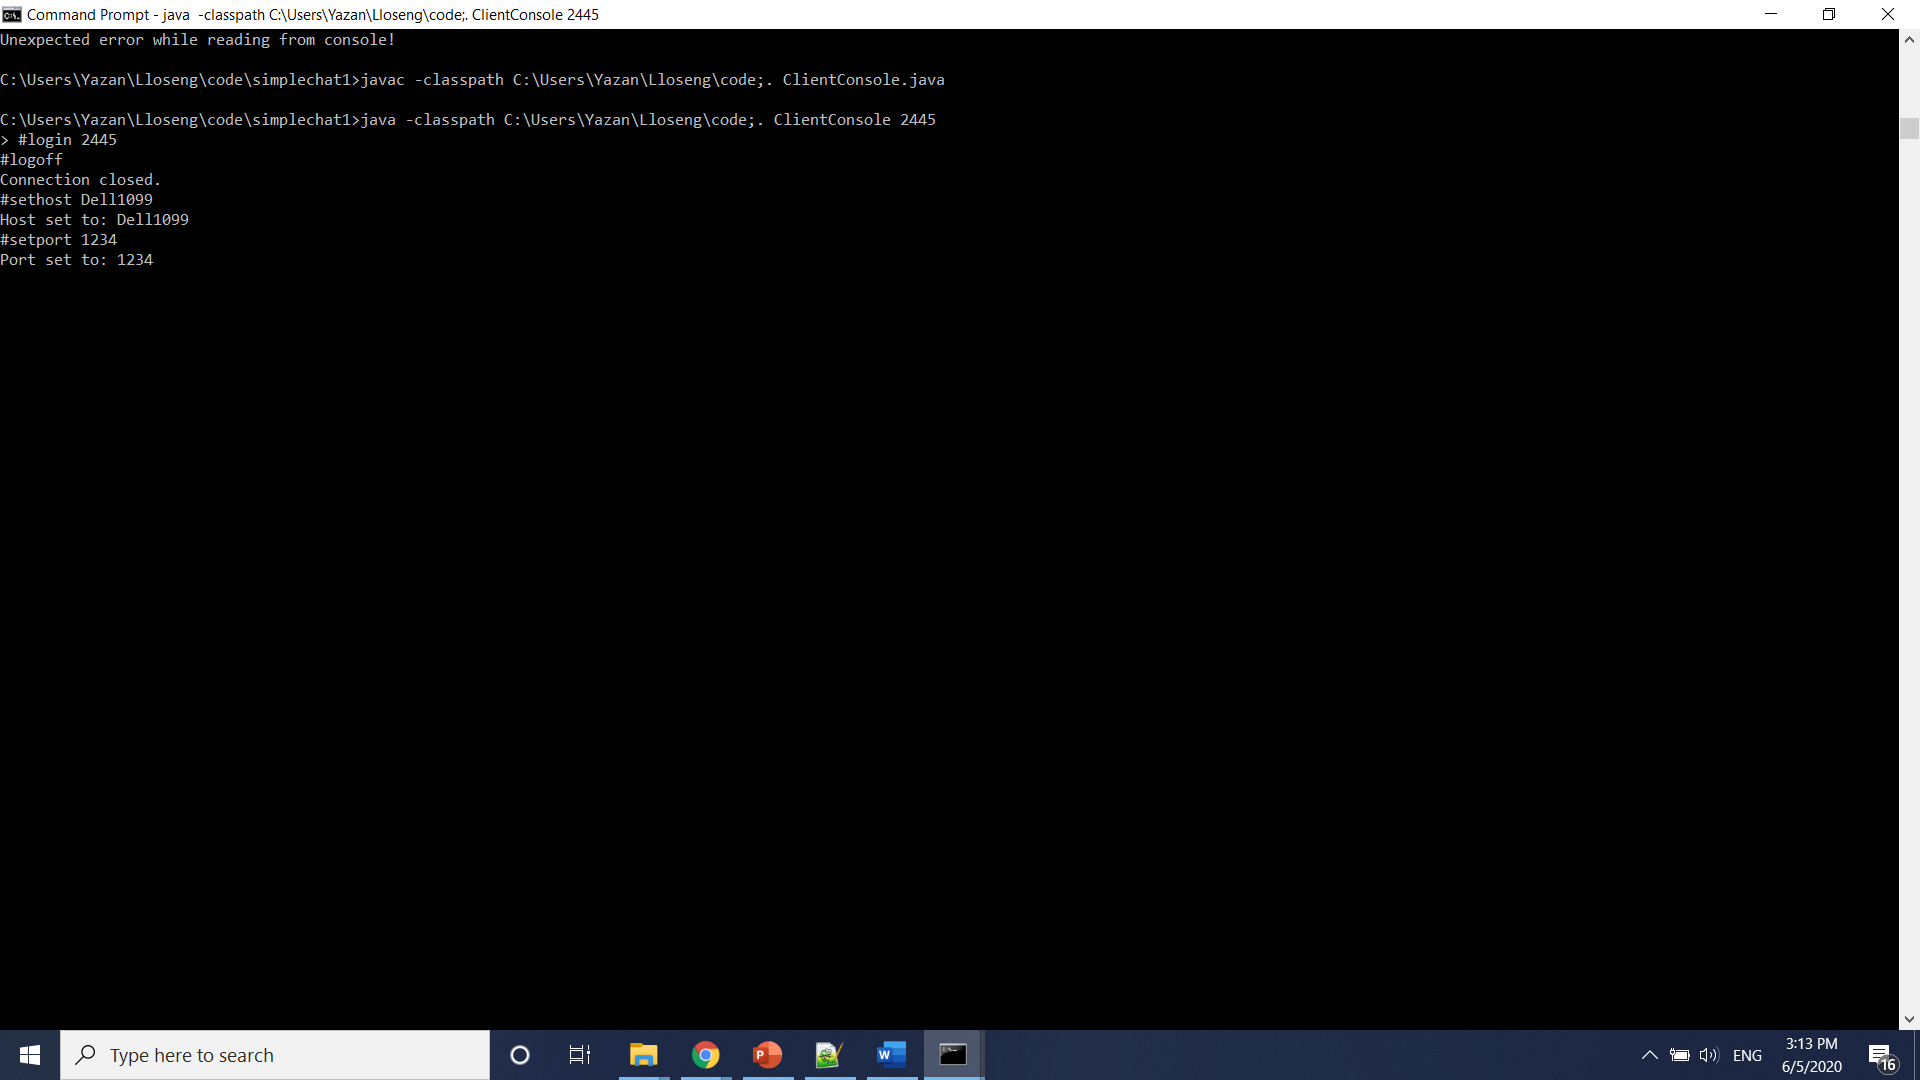 Command Prompt - java  -classpath C:\Users\Yazan\Lloseng\code;. ClientConsole 2445
Unexpected error while reading from console!
C:\Users\Yazan\Lloseng\code\simplechat1>javac -classpath C:\Users\Yazan\Lloseng\code;. ClientConsole.java
C:\Users\Yazan\Lloseng\code\simplechat1>java -classpath C:\Users\Yazan\Lloseng\code;. ClientConsole 2445
> #login 2445
#logoff
Connection closed.
#sethost Dell1099
Host set to: Dell1099
#setport 1234
Port set to: 1234
Type here to search
ENG
3:13 PM
6/5/2020
16